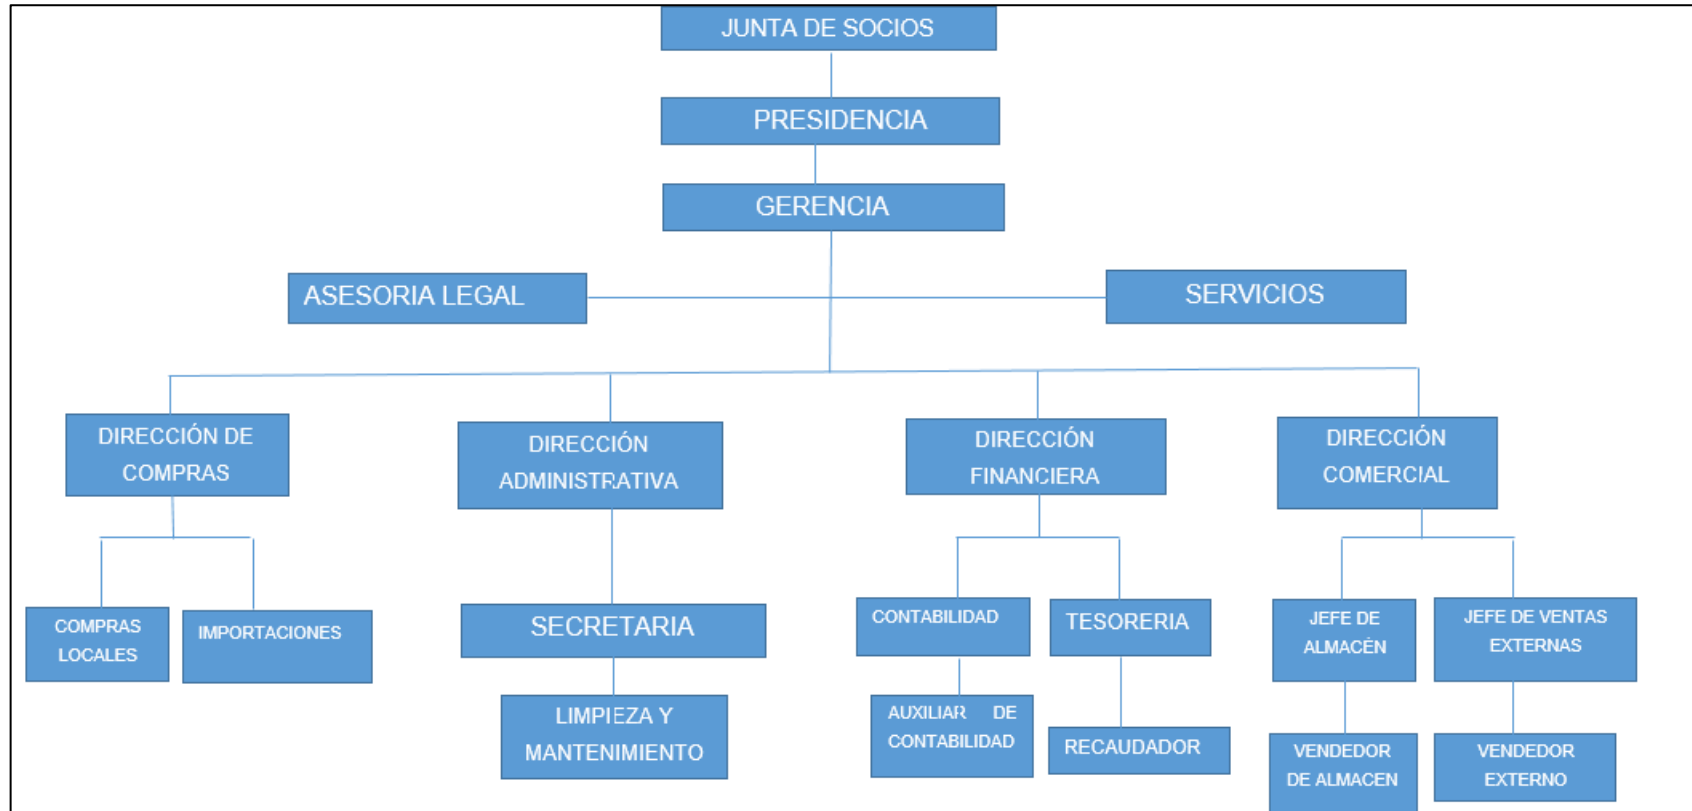 JUNTA DE SOCIOS
PRESIDENCIA
GERENCIA
ASESORIA LEGAL
SERVICIOS
DIRECCIÓN DE
COMPRAS
DIRECCIÓN
ADMINISTRATIVA
DIRECCIÓN
FINANCIERA
DIRECCIÓN
COMERCIAL
COMPRAS
LOCALES
IMPORTACIONES
SECRETARIA
CONTABILIDAD
TESORERIA
JEFE DE
ALMACÉN
JEFE DE VENTAS
EXTERNAS
LIMPIEZA Y
MANTENIMIENTO
AUXILIAR DE
CONTABILIDAD
RECAUDADOR
VENDEDOR
DE ALMACEN
VENDEDOR
EXTERNO